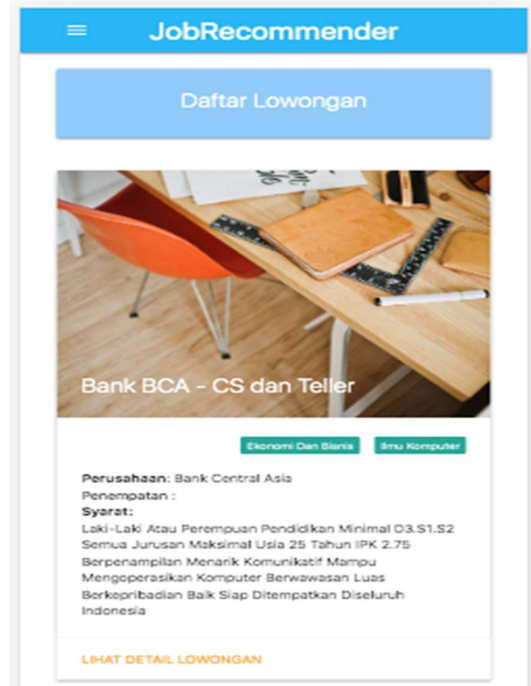 JobRecommender
Daftar Lowongan
Bank BCA - CS dan Teller
Ekonomi Dan Bisnis
Ilmu Komputer
Perusahaan: Bank Central Asia
Penempatan :
Syarat:
Laki-Laki Atau Perempuan Pendidikan Minimal D3.S1.S2
Semua Jurusan Maksimal Usia 25 Tahun IPK 2.75
Berpenampilan Menarik Komunikatif Mampu
Mengoperasikan Komputer Berwawasan Luas
Berkepribadian Baik Siap Ditempatkan Diseluruh
Indonesia
LIHAT DETAIL LOWONGAN